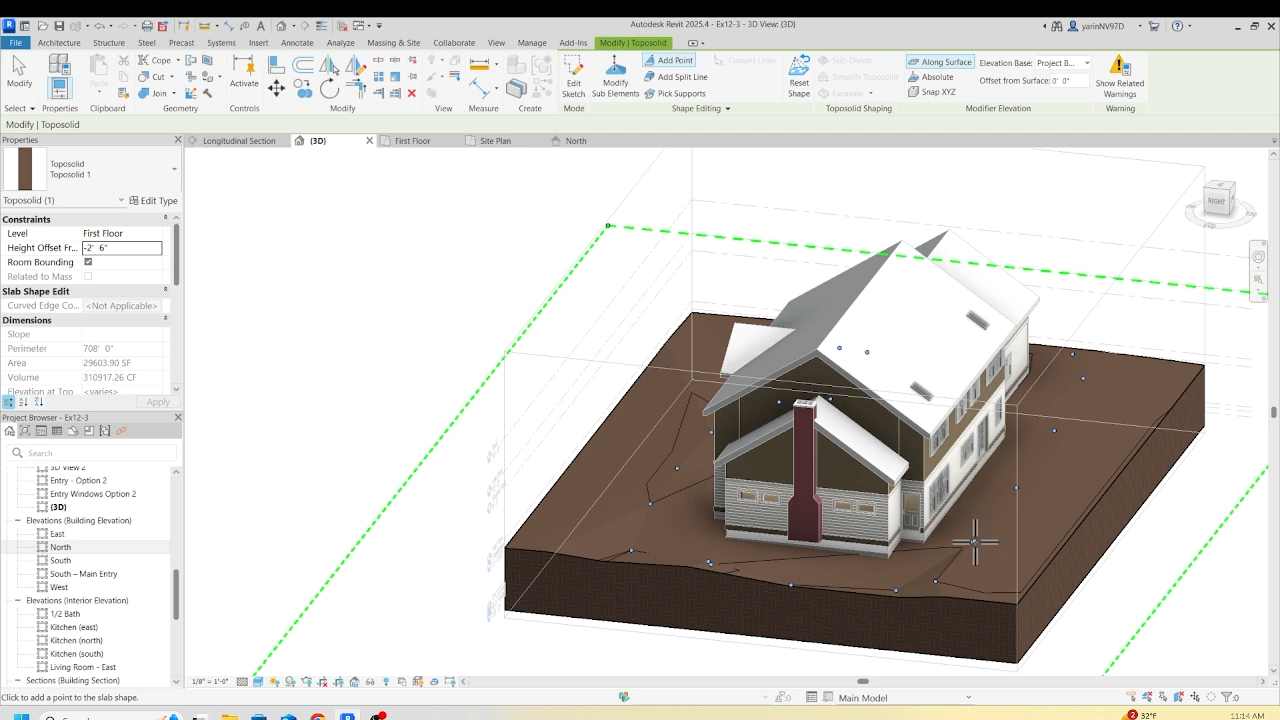 Autodesk Revit 2025.4 - Ex12-3 - 3D View: {3D}
yarinNV97D
File Architecture Structure Steel Precast Systems Insert Annotate Analyze Massing & Site Collaborate View Manage Add-Ins Modify | Toposolid
Modify
Properties
Paste
Cope
Cut
Join
Activate
Edit
Sketch
Modify
Sub Elements
Add Point
Add Split Line
Pick Supports
Convert Lines
Reset
Shape
Sub-Divide
Simplify Toposolid
Excavate
Along Surface
Absolute
Snap XYZ
Elevation Base: Project B...
Offset from Surface: 0' 0"
Show Related
Warnings
Select Properties Clipboard Geometry Controls Modify View Measure Create Mode Shape Editing Toposolid Shaping Modifier Elevation Warning
Modify | Toposolid
Properties
Longitudinal Section
{3D}
First Floor
Site Plan
North
Toposolid
Toposolid 1
Toposolid (1)
Edit Type
Constraints
Level First Floor
Height Offset Fr... -2' 6"
Room Bounding
Related to Mass
Slab Shape Edit
Curved Edge Co... <Not Applicable>
Dimensions
Slope
Perimeter 708' 0"
Area 29603.90 SF
Volume 310917.26 CF
Elevation at Top <varies>
Apply
Project Browser - Ex12-3
Search
3D View 2
Entry - Option 2
Entry Windows Option 2
{3D}
Elevations (Building Elevation)
East
North
South
South – Main Entry
West
Elevations (Interior Elevation)
1/2 Bath
Kitchen (east)
Kitchen (north)
Kitchen (south)
Living Room - East
Sections (Building Section)
RIGHT
1/8" = 1'-0"
Click to add a point to the slab shape.
:0
Main Model
:0
2 32°F
11:14 AM